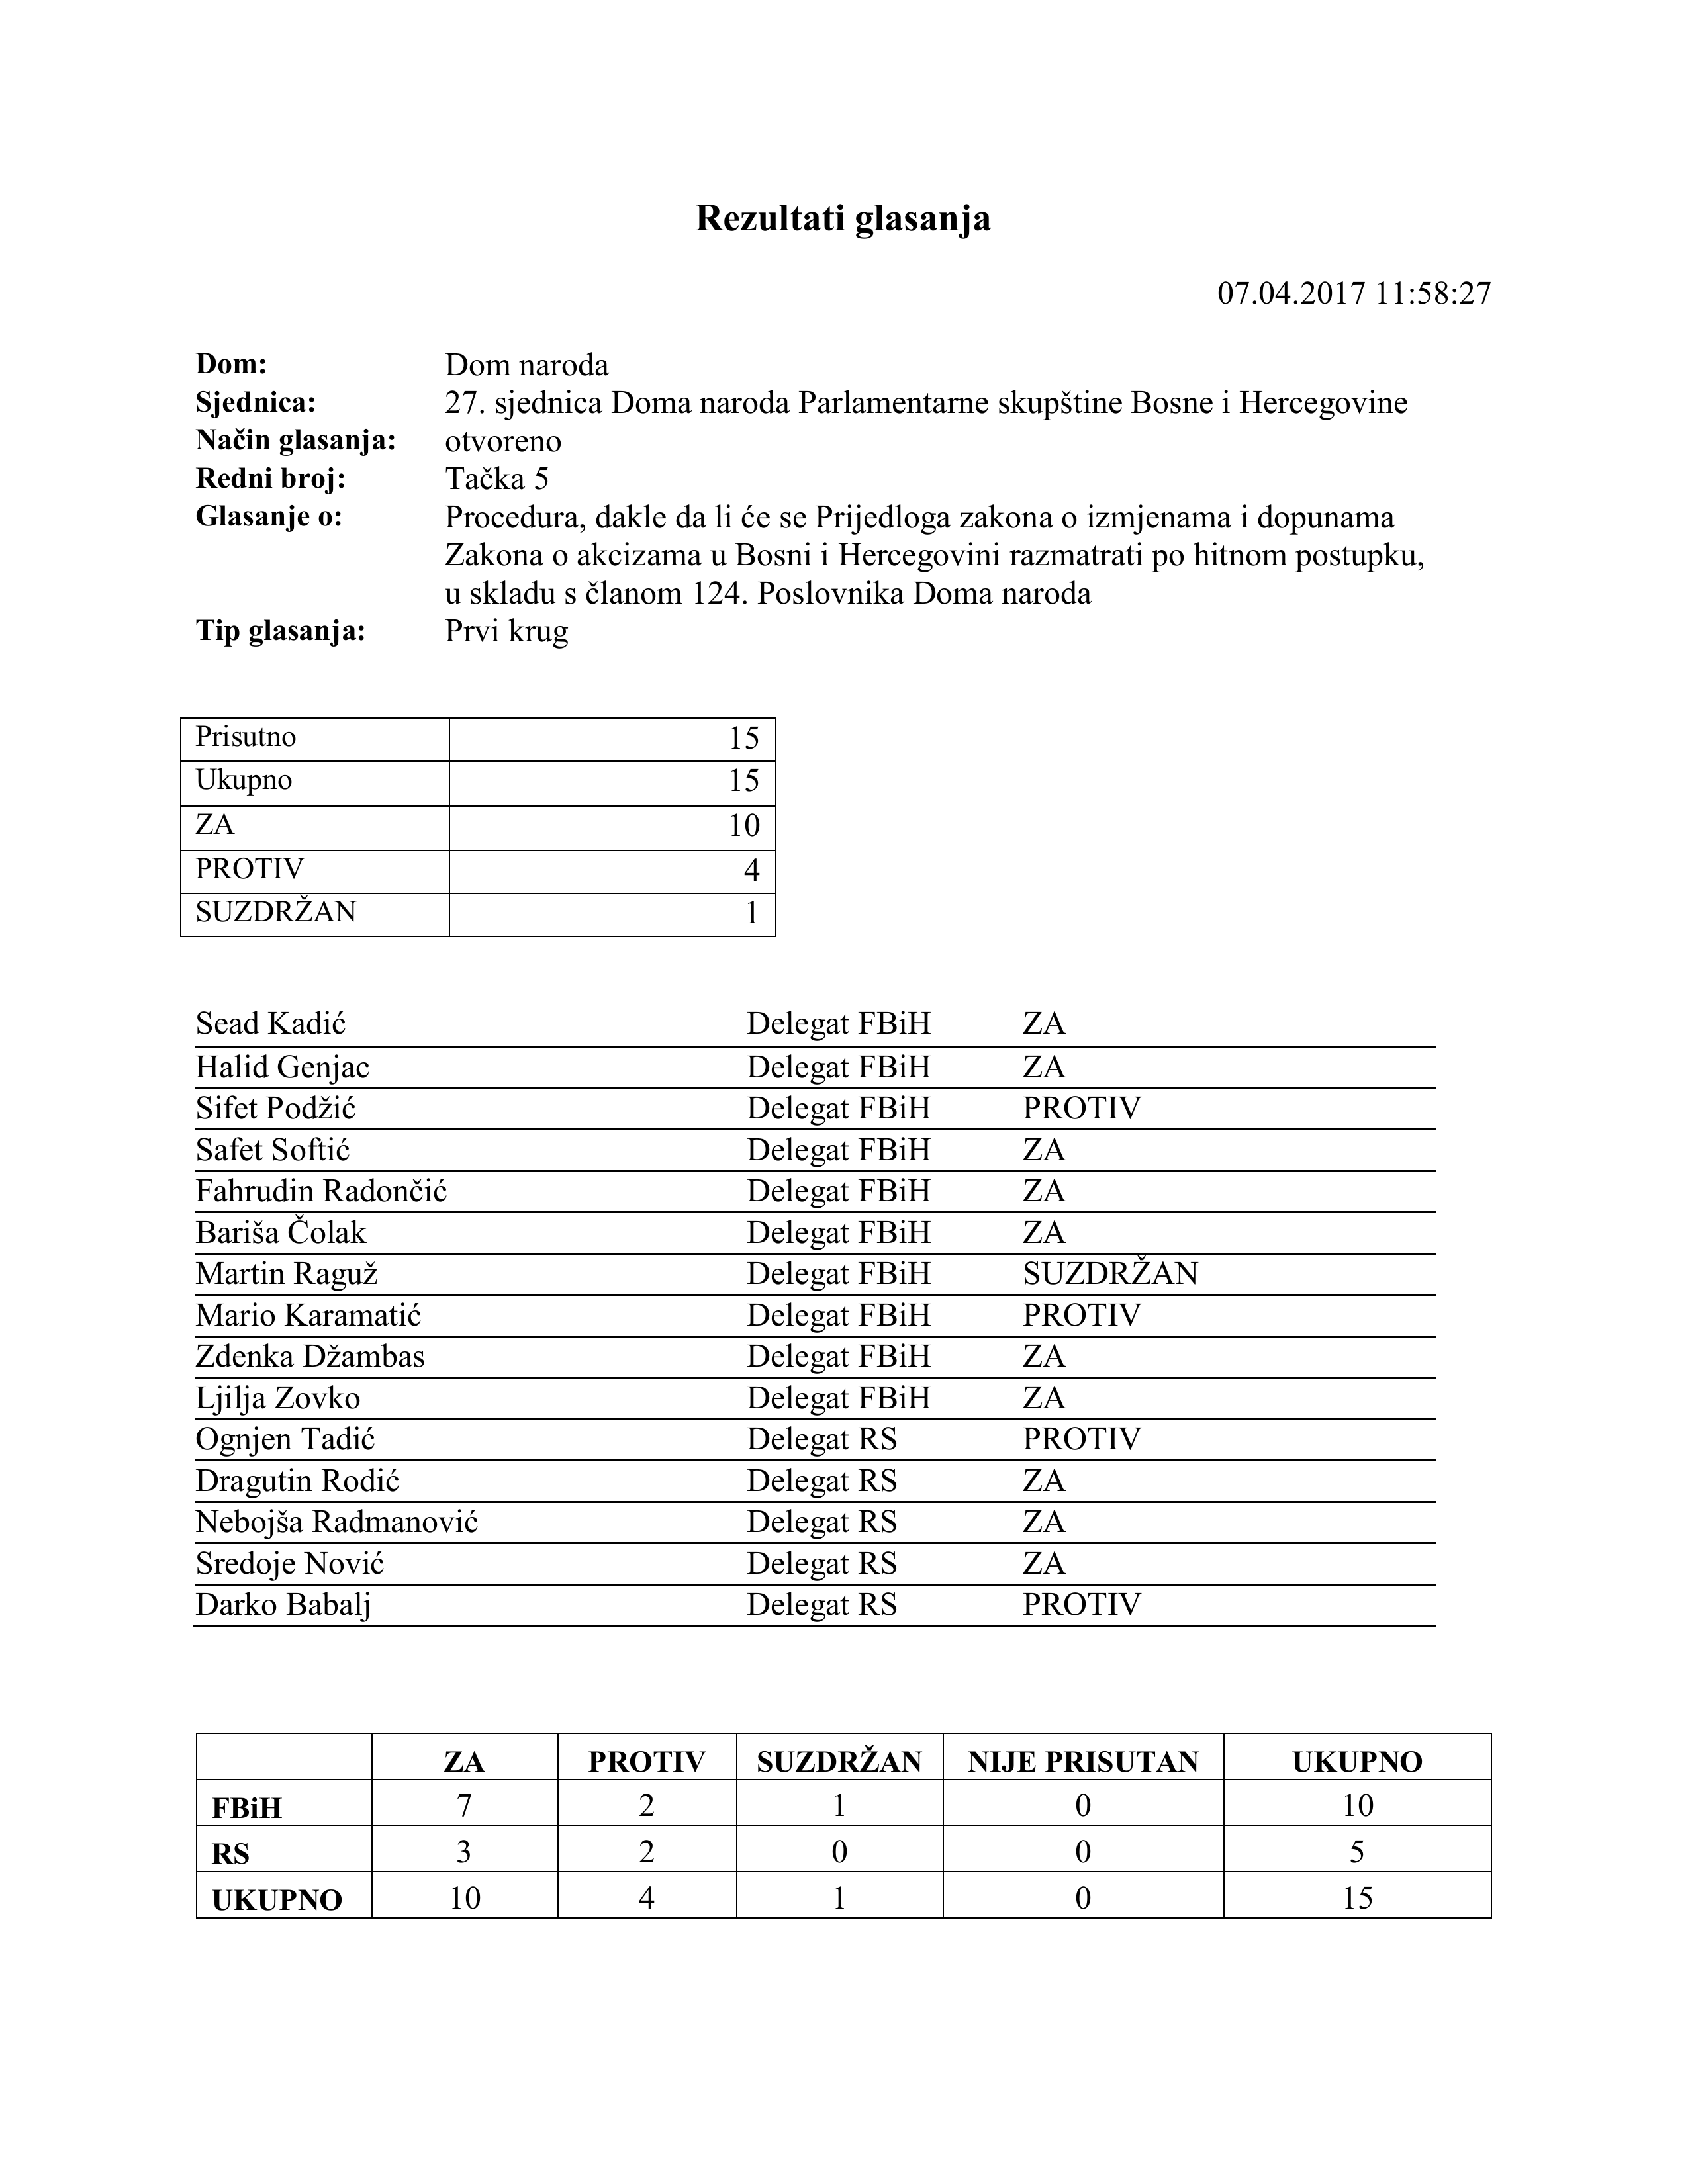 Rezultati glasanja
07.04.2017 11:58:27
Dom: Dom naroda
Sjednica: 27. sjednica Doma naroda Parlamentarne skupštine Bosne i Hercegovine
Način glasanja: otvoreno
Redni broj: Tačka 5
Glasanje o: Procedura, dakle da li će se Prijedloga zakona o izmjenama i dopunama
Zakona o akcizama u Bosni i Hercegovini razmatrati po hitnom postupku,
u skladu s članom 124. Poslovnika Doma naroda
Tip glasanja: Prvi krug
Prisutno 15
Ukupno 15
ZA 10
PROTIV 4
SUZDRŽAN 1
Sead Kadić Delegat FBiH ZA
Halid Genjac Delegat FBiH ZA
Sifet Podžić Delegat FBiH PROTIV
Safet Softić Delegat FBiH ZA
Fahrudin Radončić Delegat FBiH ZA
Bariša Čolak Delegat FBiH ZA
Martin Raguž Delegat FBiH SUZDRŽAN
Mario Karamatić Delegat FBiH PROTIV
Zdenka Džambas Delegat FBiH ZA
Ljilja Zovko Delegat FBiH ZA
Ognjen Tadić Delegat RS PROTIV
Dragutin Rodić Delegat RS ZA
Nebojša Radmanović Delegat RS ZA
Sredoje Nović Delegat RS ZA
Darko Babalj Delegat RS PROTIV
ZA PROTIV SUZDRŽAN NIJE PRISUTAN UKUPNO
FBiH 7 2 1 0 10
RS 3 2 0 0 5
UKUPNO 10 4 1 0 15